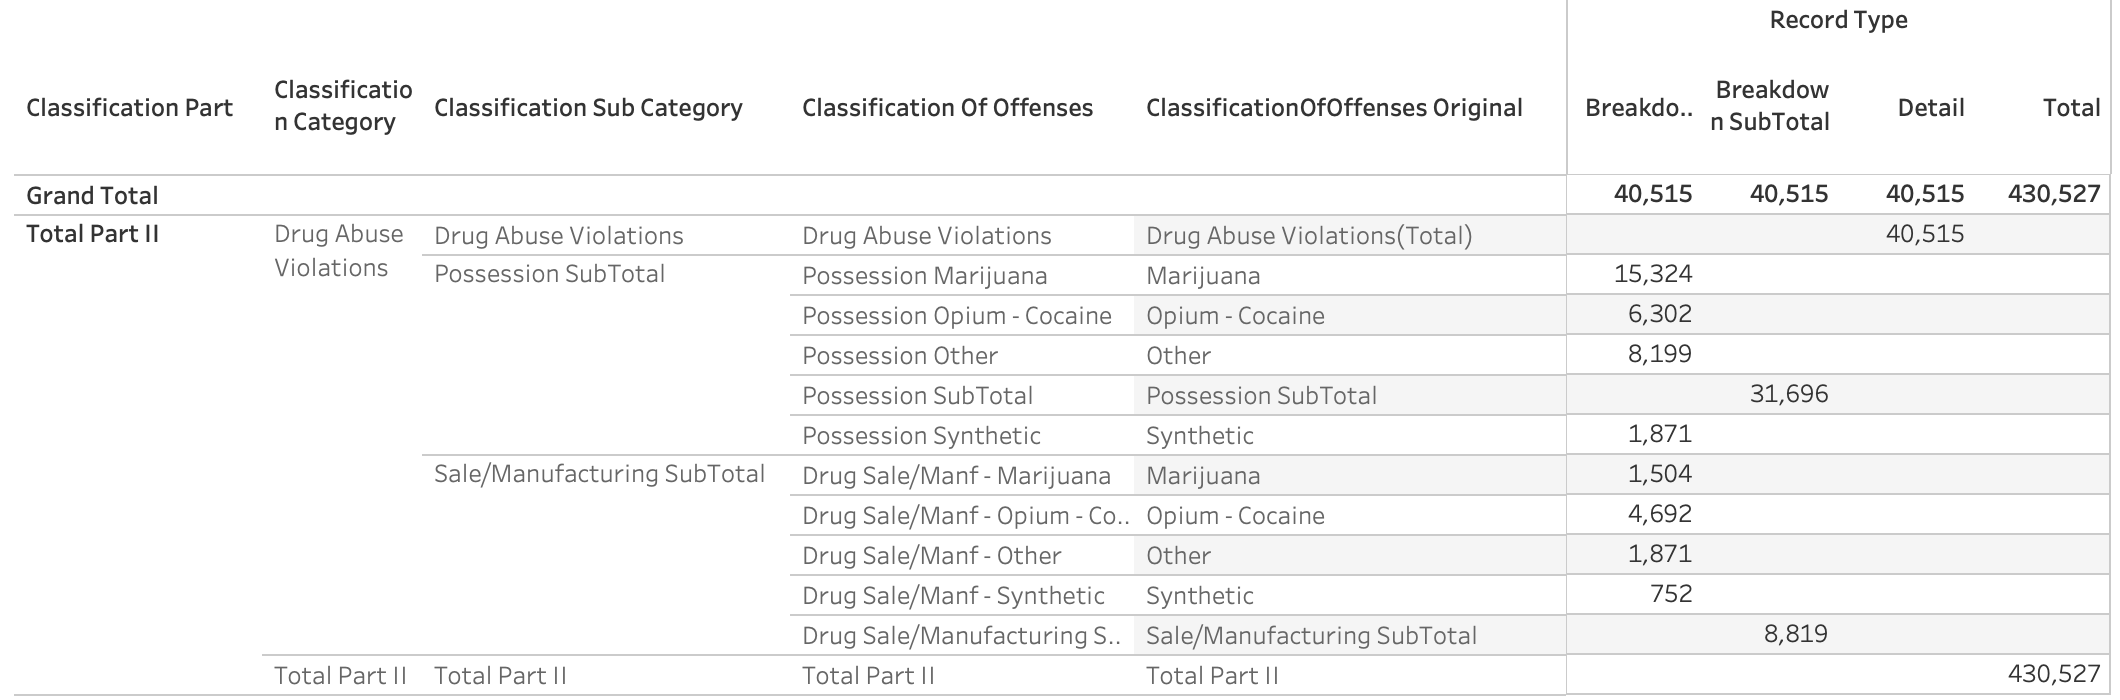 Record Type
Classification Part Classificatio n Category Classification Sub Category Classification Of Offenses ClassificationOfOffenses Original Breakdo.. Breakdow n SubTotal Detail Total
Grand Total 40,515 40,515 40,515 430,527
Total Part II Drug Abuse Violations Drug Abuse Violations Drug Abuse Violations Drug Abuse Violations(Total) 40,515
Possession SubTotal Possession Marijuana Marijuana 15,324
Possession Opium - Cocaine Opium - Cocaine 6,302
Possession Other Other 8,199
Possession SubTotal Possession SubTotal 31,696
Possession Synthetic Synthetic 1,871
Sale/Manufacturing SubTotal Drug Sale/Manf - Marijuana Marijuana 1,504
Drug Sale/Manf - Opium - Co.. Opium - Cocaine 4,692
Drug Sale/Manf - Other Other 1,871
Drug Sale/Manf - Synthetic Synthetic 752
Drug Sale/Manufacturing S.. Sale/Manufacturing SubTotal 8,819
Total Part II Total Part II Total Part II Total Part II 430,527